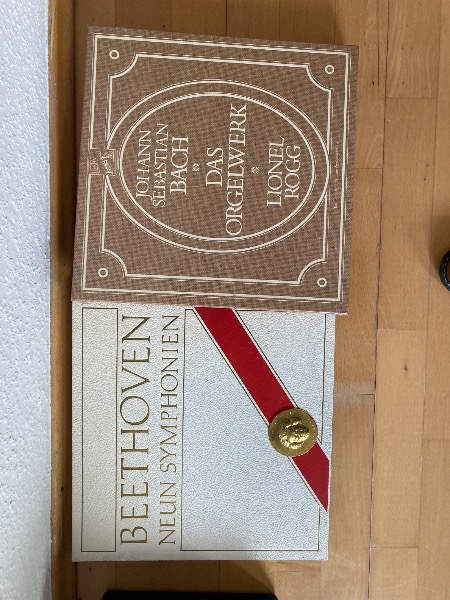 JOHANN
SEBASTIAN
BACH
DAS
ORGELWERK
LIONEL
ROGG
BEETHOVEN
NEUN SYMPHONIEN